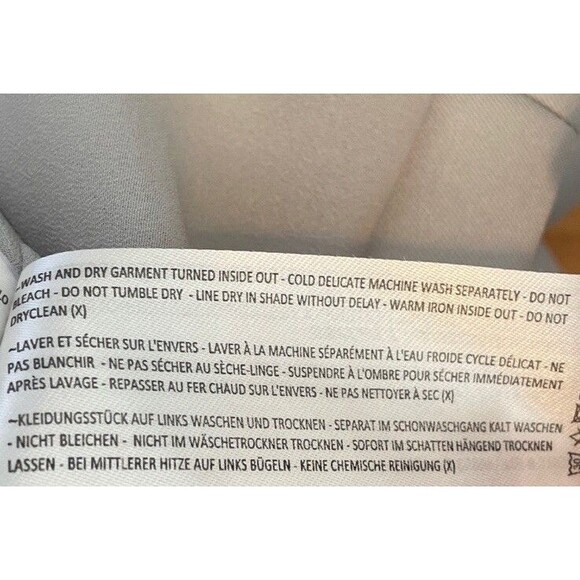 ~WASH AND DRY GARMENT TURNED INSIDE OUT - COLD DELICATE MACHINE WASH SEPARATELY - DO NOT
BLEACH - DO NOT TUMBLE DRY - LINE DRY IN SHADE WITHOUT DELAY - WARM IRON INSIDE OUT - DO NOT
DRYCLEAN (X)
~LAVER ET SÉCHER SUR L'ENVERS - LAVER À LA MACHINE SÉPARÉMENT À L'EAU FROIDE CYCLE DÉLICAT - NE
PAS BLANCHIR - NE PAS SÉCHER AU SÈCHE-LINGE - SUSPENDRE À L'OMBRE POUR SÉCHER IMMÉDIATEMENT
APRÈS LAVAGE - REPASSER AU FER CHAUD SUR L'ENVERS - NE PAS NETTOYER À SEC (X)
~KLEIDUNGSSTÜCK AUF LINKS WASCHEN UND TROCKNEN - SEPARAT IM SCHONWASCHGANG KALT WASCHEN
- NICHT BLEICHEN - NICHT IM WÄSCHETROCKNER TROCKNEN - SOFORT IM SCHATTEN HÄNGEND TROCKNEN
LASSEN - BEI MITTLERER HITZE AUF LINKS BÜGELN - KEINE CHEMISCHE REINIGUNG (X)